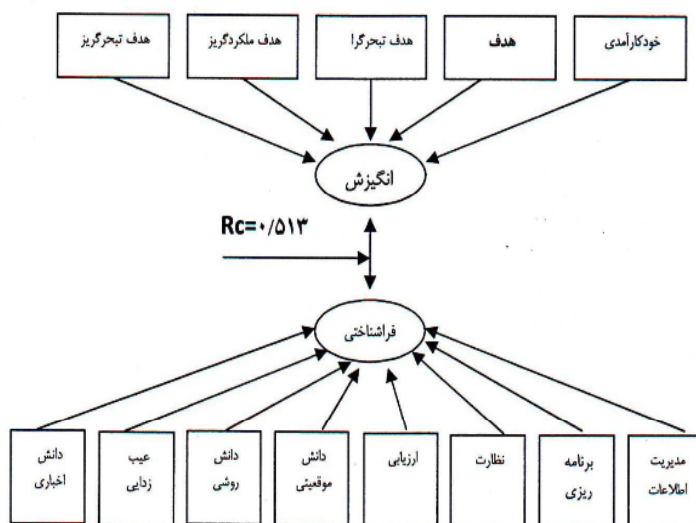 خودکارآمدی
هدف
هدف تبحرگرا
هدف ملکردگریز
هدف تبحرگریز
انگیزش
Rc=۰/۵۱۳
فراشناختی
مدیریت
اطلاعات
برنامه
ریزی
نظارت
ارزیابی
دانش
موقعیتی
دانش
روشی
عیب
زدایی
دانش
اخباری